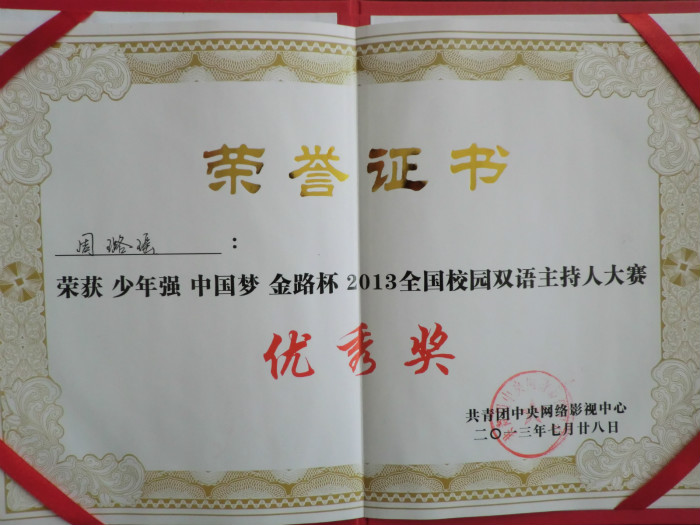 荣誉证书
周璐瑶：
荣获 少年强 中国梦 金路杯 2013全国校园双语主持人大赛
优秀奖
共青团中央网络影视中心
二〇一三年七月廿八日